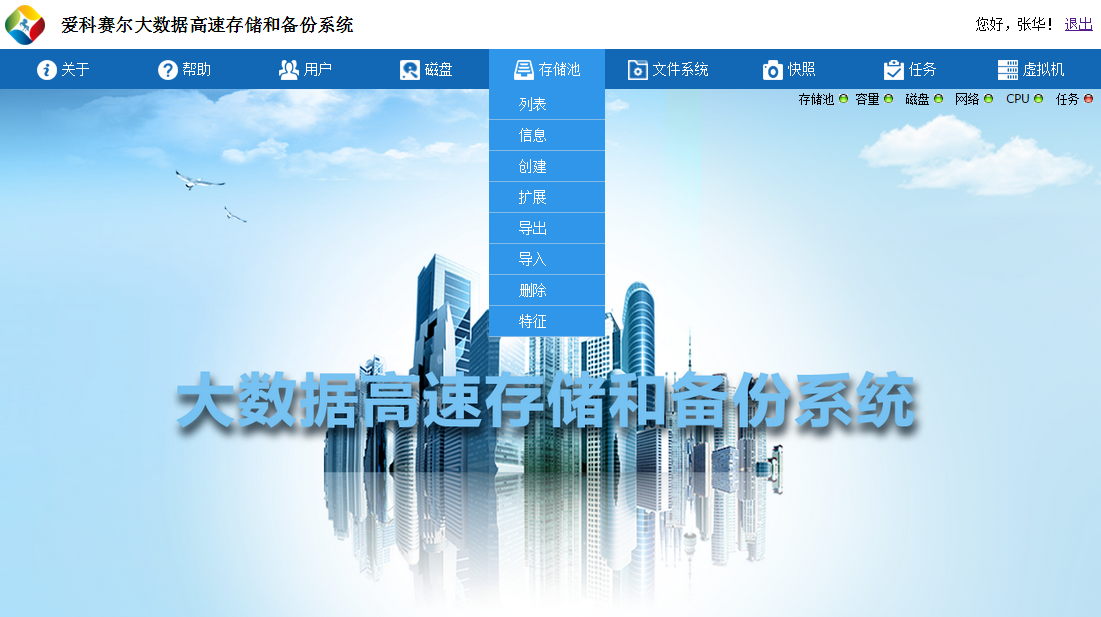 爱科赛尔大数据高速存储和备份系统
您好，张华！ 退出
关于 帮助 用户 磁盘 存储池 文件系统 快照 任务 虚拟机
存储池 容量 磁盘 网络 CPU 任务
列表
信息
创建
扩展
导出
导入
删除
特征
大数据高速存储和备份系统